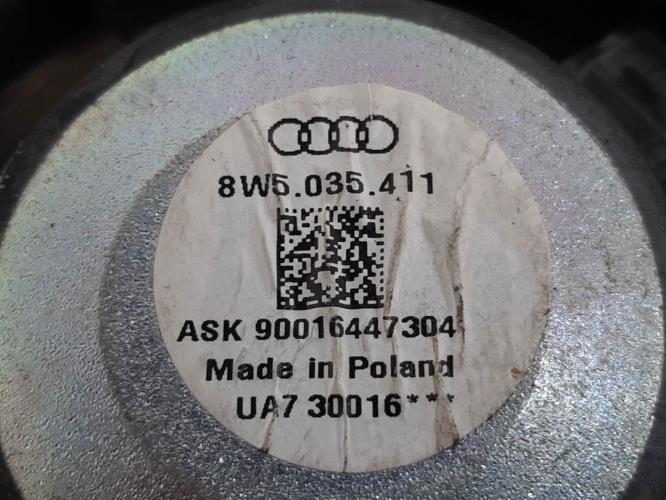 8W5.035.411
ASK 90016447304
Made in Poland
UA7 30016***